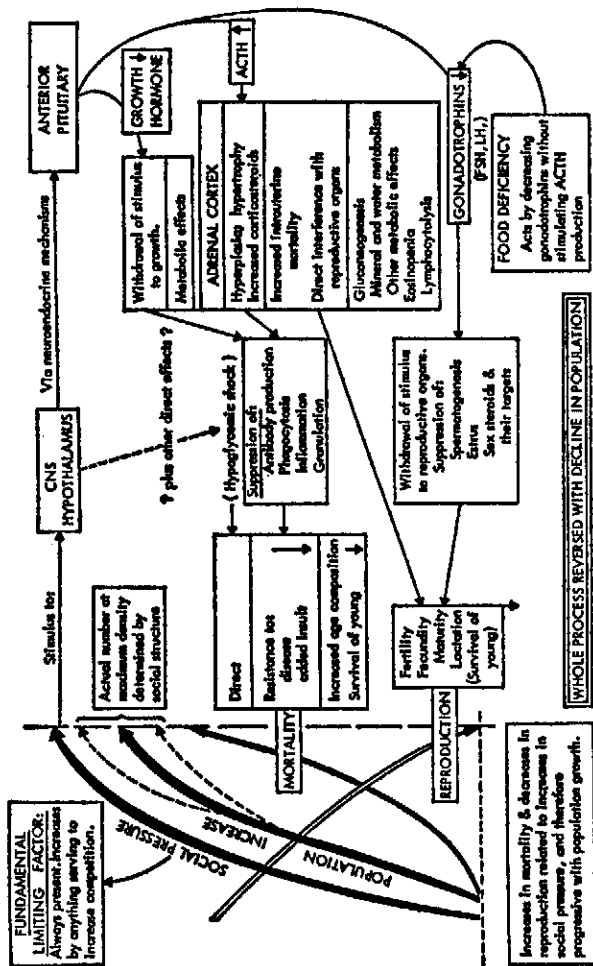 FUNDAMENTAL
LIMITING FACTOR:
Always present. Increases
by anything serving to
increase competition.
SOCIAL PRESSURE
POPULATION INCREASE
Actual number at
maximum density
determined by
social structure
Stimulus to:
CNS
HYPOTHALAMUS
Via neuroendocrine mechanisms
ANTERIOR
PITUITARY
GROWTH ↓
HORMONE
ACTH ↑
Withdrawal of stimulus
to growth.
Metabolic effects
? plus other direct effects ?
ADRENAL CORTEX
Hyperplasia; hypertrophy
Increased corticosteroids
Increased intrauterine
mortality
Direct interference with
reproductive organs
Gluconeogenesis
Mineral and water metabolism
Other metabolic effects
Eosinopenia
Lymphocytolysis
(Hypoglycemic shock)
Suppression of:
Antibody production
Phagocytosis
Inflammation
Granulation
MORTALITY
Direct
Resistance to:
disease
added insult
Increased age composition
Survival of young
REPRODUCTION
Fertility
Fecundity
Maturity
Lactation
(Survival of
young)
Withdrawal of stimulus
to reproductive organs.
Suppression of:
Spermatogenesis
Estrus
Sex steroids &
their targets
GONADOTROPHINS ↓
(FSH, LH,)
FOOD DEFICIENCY
Acts by decreasing
gonadotrophins without
stimulating ACTH
production
Increases in mortality & decreases in
reproduction related to increases in
social pressure, and therefore
progressive with population growth.
WHOLE PROCESS REVERSED WITH DECLINE IN POPULATION